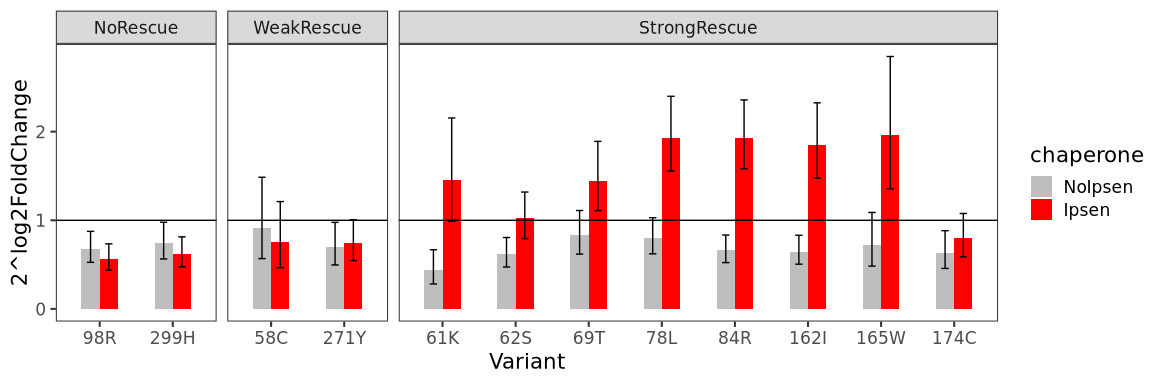 NoRescue WeakRescue StrongRescue
2^log2FoldChange
2
1
0
98R 299H 58C 271Y 61K 62S 69T 78L 84R 162I 165W 174C
Variant
chaperone
NoIpsen
Ipsen